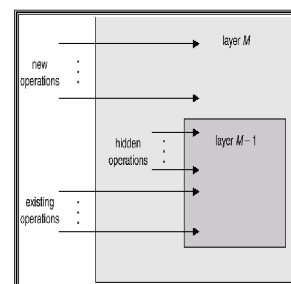 layer M
new
operations
hidden
operations
layer M – 1
existing
operations